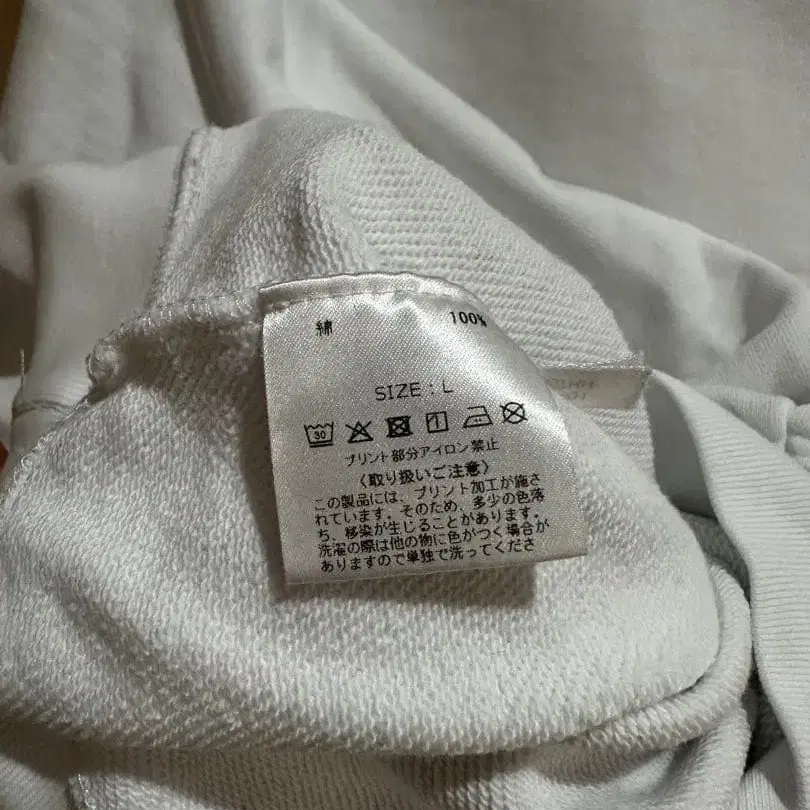 綿 100%
SIZE : L
30
プリント部分アイロン禁止
〈取り扱いご注意〉
この製品には、プリント加工が施さ
れています。そのため、多少の色落
ち、移染が生じることがあります。
洗濯の際は他の物に色がつく場合が
ありますので単独で洗ってくださ